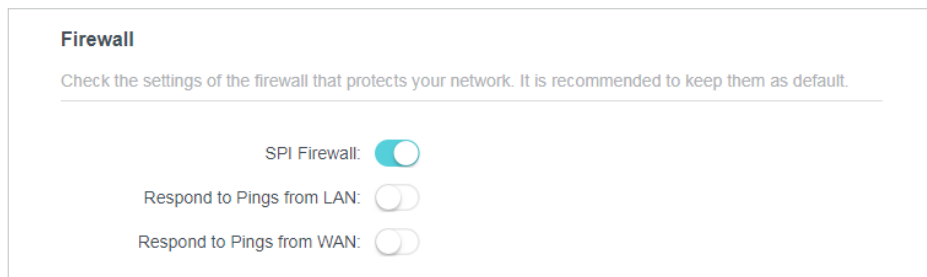 Firewall
Check the settings of the firewall that protects your network. It is recommended to keep them as default.
SPI Firewall:
Respond to Pings from LAN:
Respond to Pings from WAN: